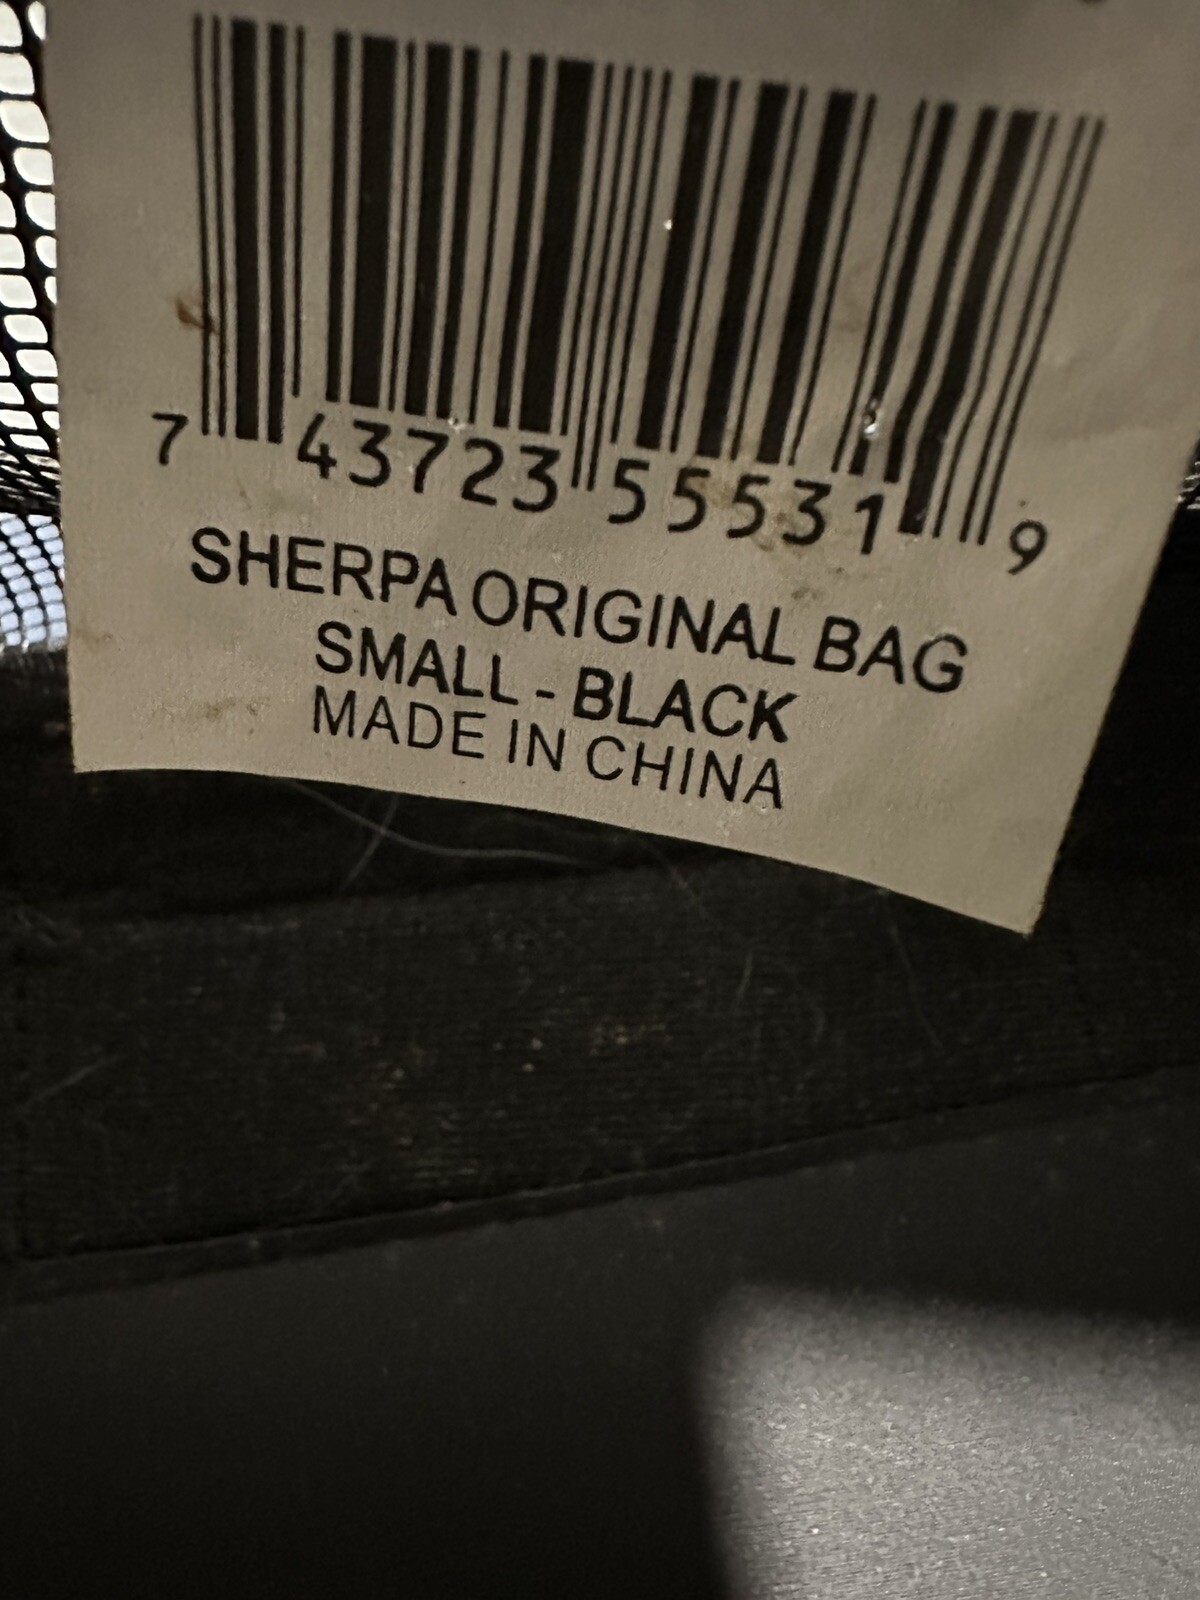 7 43723 55531 9
SHERPA ORIGINAL BAG
SMALL - BLACK
MADE IN CHINA